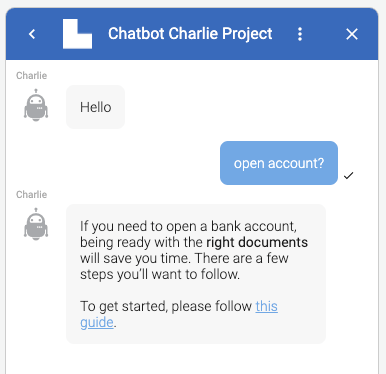 Chatbot Charlie Project
Charlie
Hello
open account?
Charlie
If you need to open a bank account,
being ready with the right documents
will save you time. There are a few
steps you’ll want to follow.
To get started, please follow this
guide.